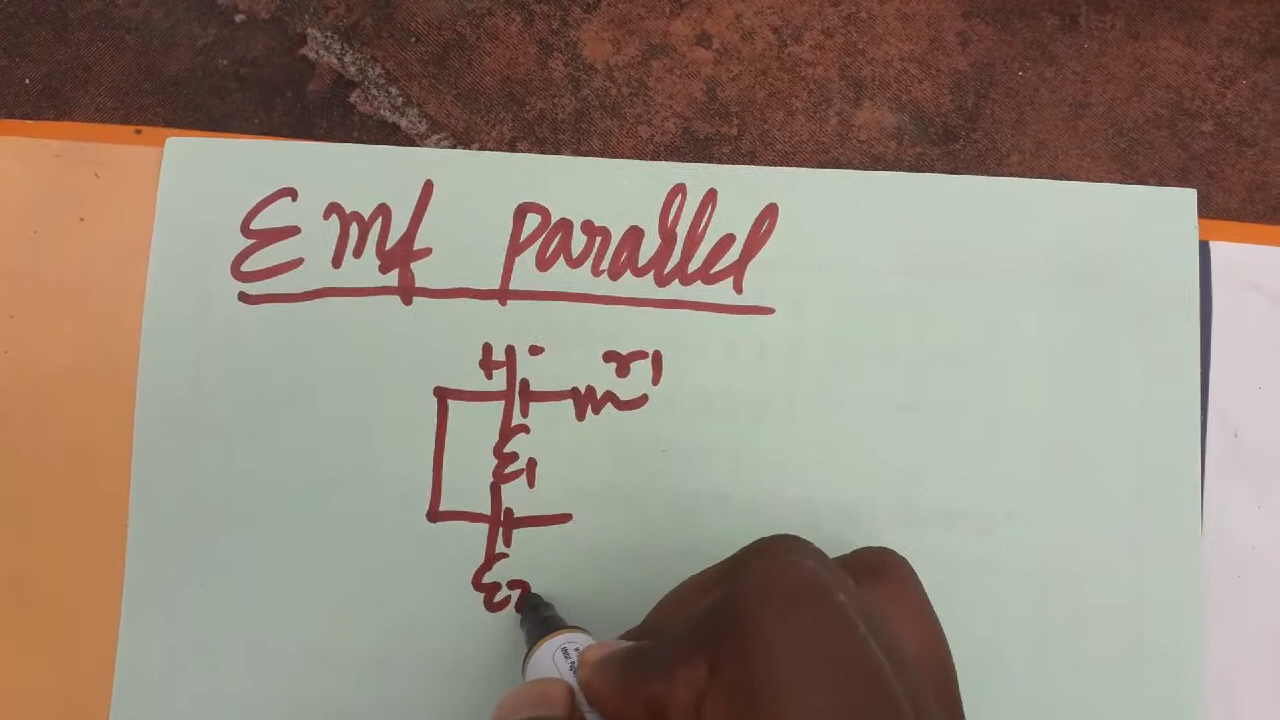 Emf parallel
+ r1
ε1
ε2